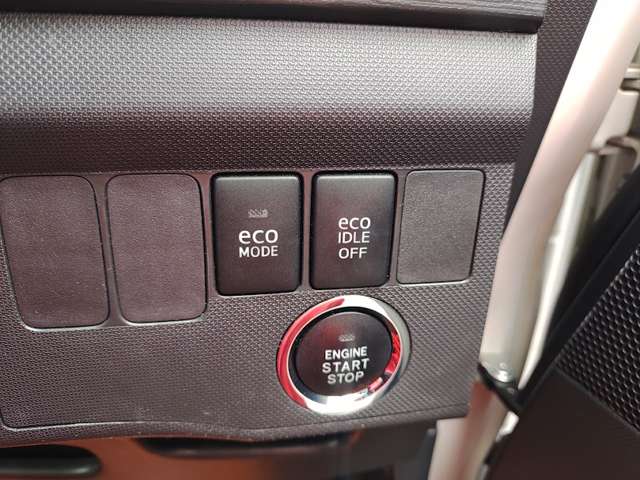 eco
MODE
eco
IDLE
OFF
ENGINE
START
STOP